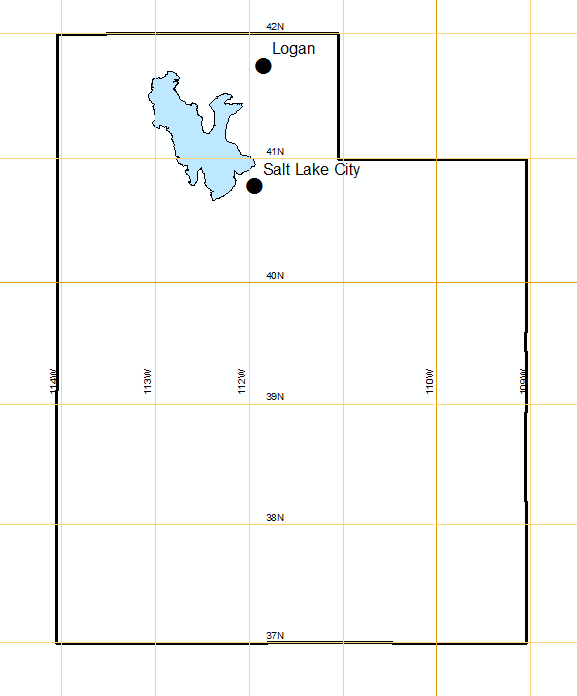 42N
Logan
41N
Salt Lake City
40N
114W
113W
112W
110W
109W
39N
38N
37N